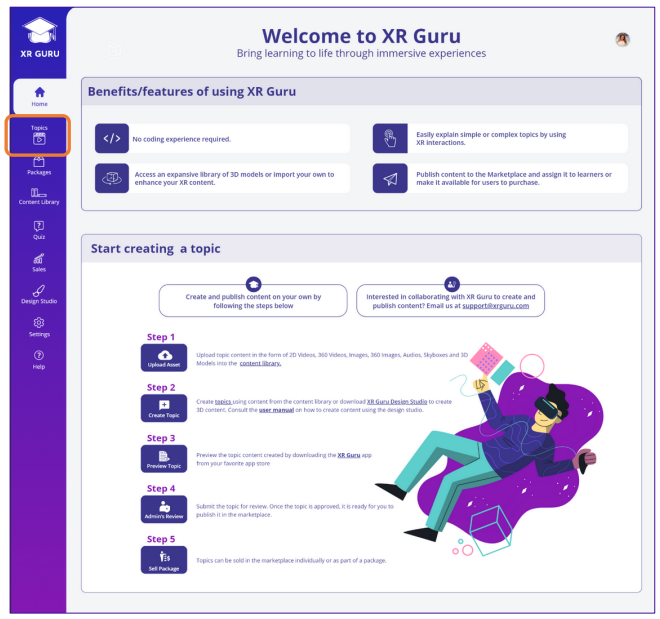 XR GURU
Home
Topics
Packages
Content Library
Quiz
Sales
Design Studio
Settings
Help
Welcome to XR Guru
Bring learning to life through immersive experiences
Benefits/features of using XR Guru
</> No coding experience required.
Easily explain simple or complex topics by using
XR Interactions.
Access an expansive library of 3D models or import your own to
enhance your XR content.
Publish content to the Marketplace and assign it to learners or
make it available for users to purchase.
Start creating a topic
Create and publish content on your own by
following the steps below
Interested in collaborating with XR Guru to create and
publish content? Email us at support@xrguru.com
Step 1
Upload Asset
Upload topic content in the form of 2D Videos, 360 Videos, Images, 360 images, Audios, Skyboxes and 3D
Models into the content library.
Step 2
Create Topic
Create topics using content from the content library or download XR Guru Design Studio to create
3D content. Consult the user manual on how to create content using the design studio.
Step 3
Preview Topic
Preview the topic content created by downloading the XR Guru app
from your favorite app store
Step 4
Admin's Review
Submit the topic for review. Once the topic is approved, it is ready for you to
publish it in the marketplace.
Step 5
Sell Package
Topics can be sold in the marketplace individually or as part of a package.